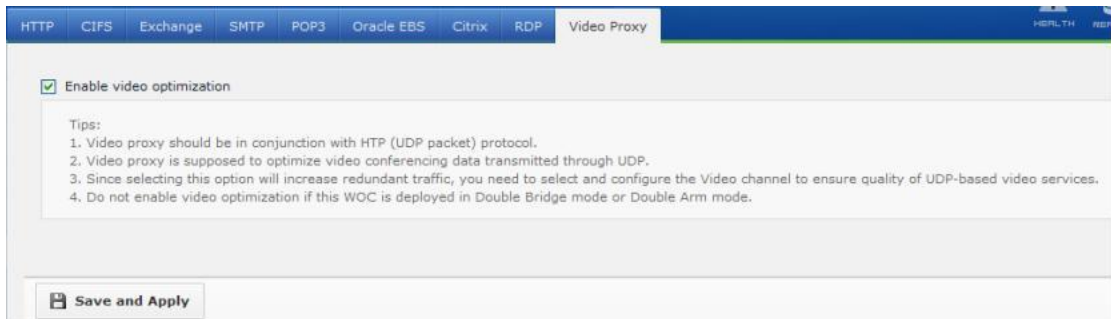 HTTP CIFS Exchange SMTP POP3 Oracle EBS Citrix RDP Video Proxy HEALTH
Enable video optimization
Tips:
1. Video proxy should be in conjunction with HTP (UDP packet) protocol.
2. Video proxy is supposed to optimize video conferencing data transmitted through UDP.
3. Since selecting this option will increase redundant traffic, you need to select and configure the Video channel to ensure quality of UDP-based video services.
4. Do not enable video optimization if this WOC is deployed in Double Bridge mode or Double Arm mode.
Save and Apply